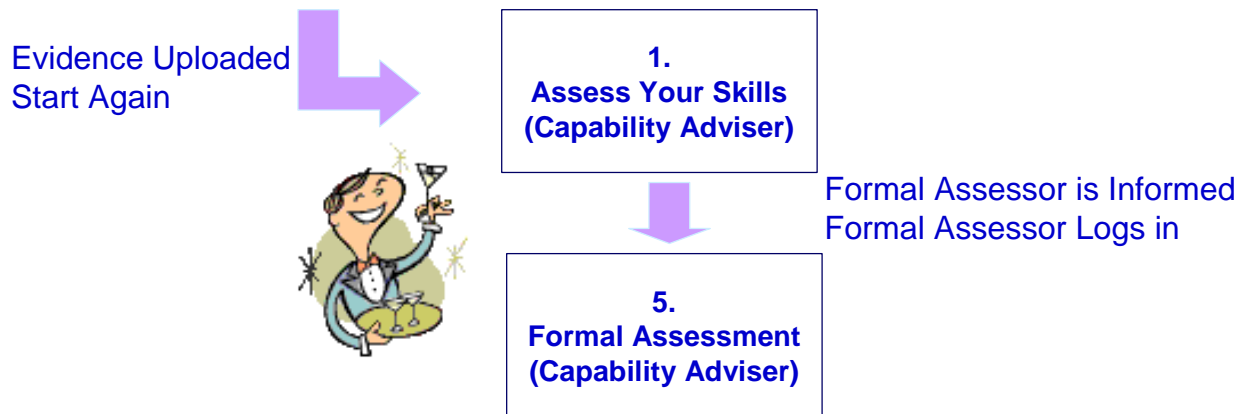 Evidence Uploaded
Start Again
1.
Assess Your Skills
(Capability Adviser)
Formal Assessor is Informed
Formal Assessor Logs in
5.
Formal Assessment
(Capability Adviser)